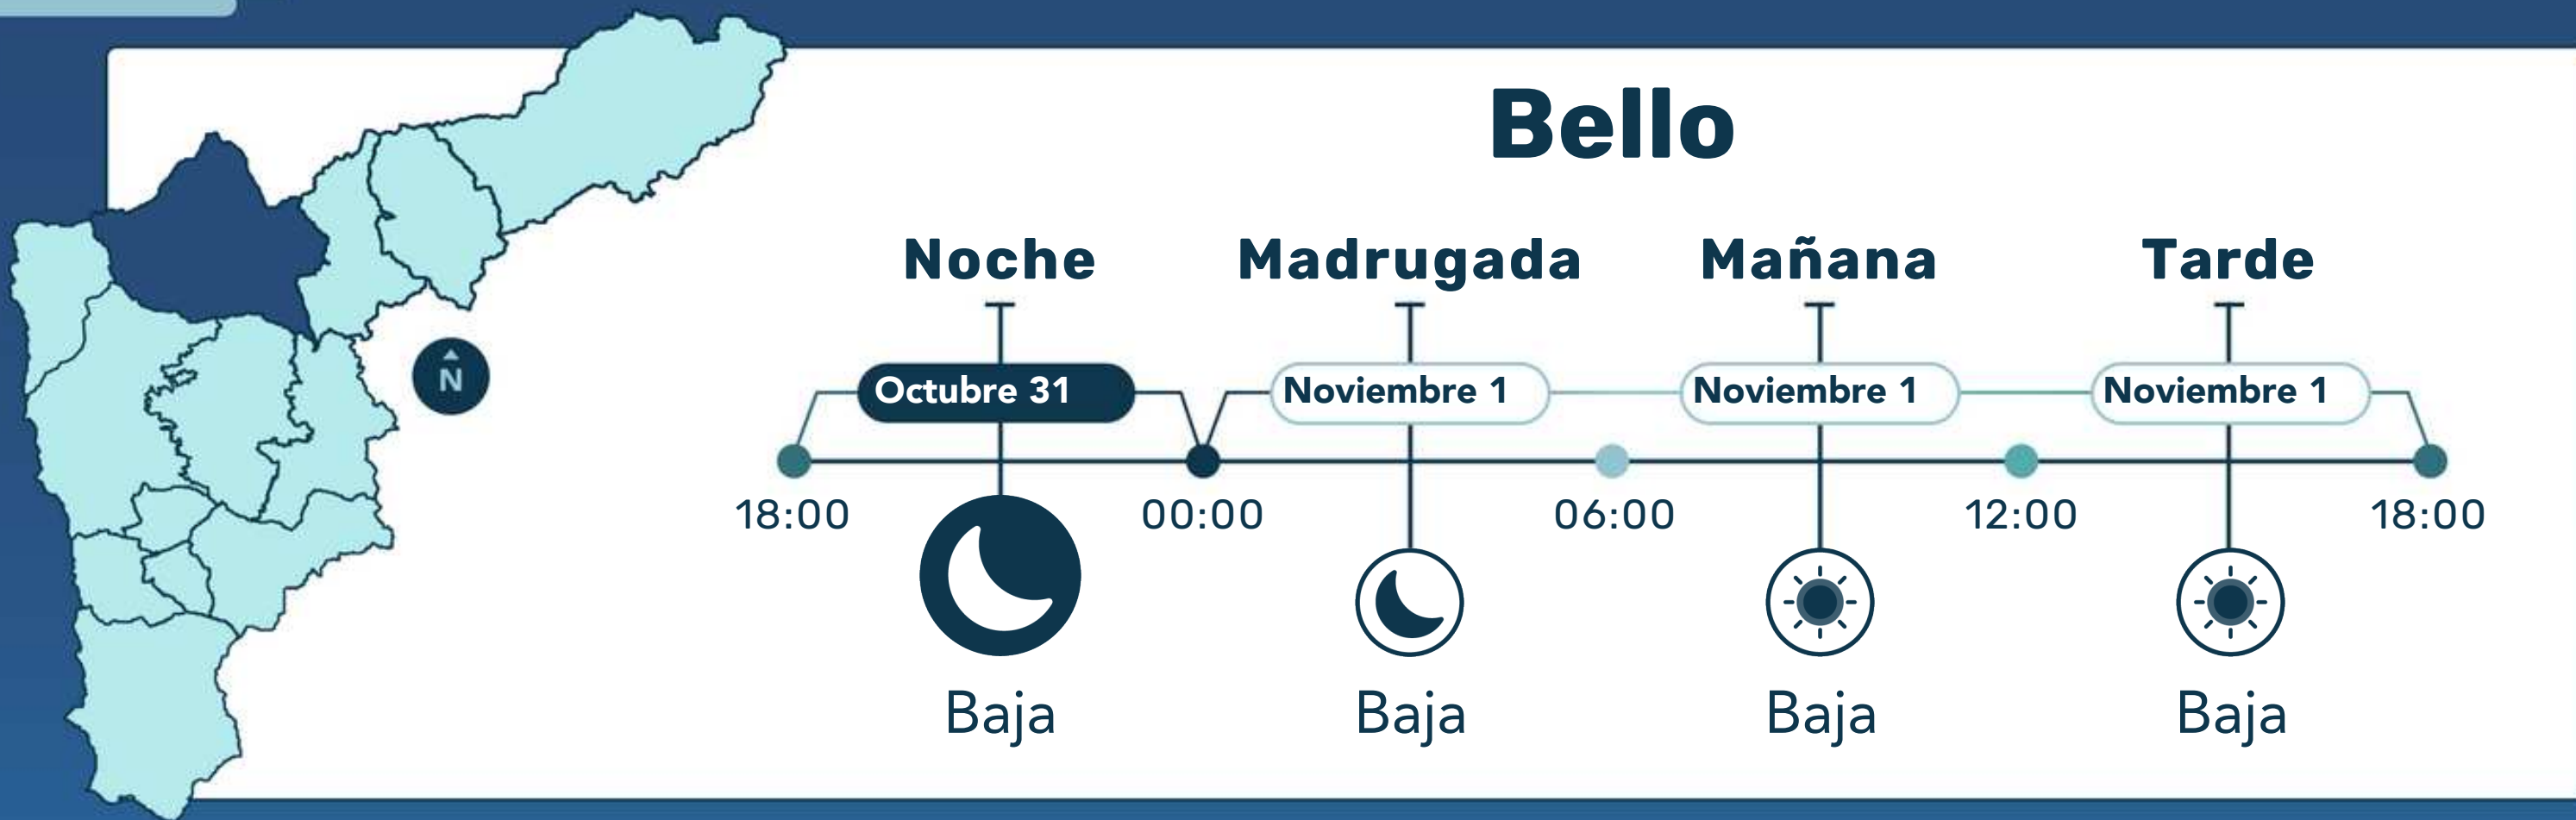 Bello
Noche Madrugada Mañana Tarde
Octubre 31 Noviembre 1 Noviembre 1 Noviembre 1
N
18:00 00:00 06:00 12:00 18:00
Baja Baja Baja Baja